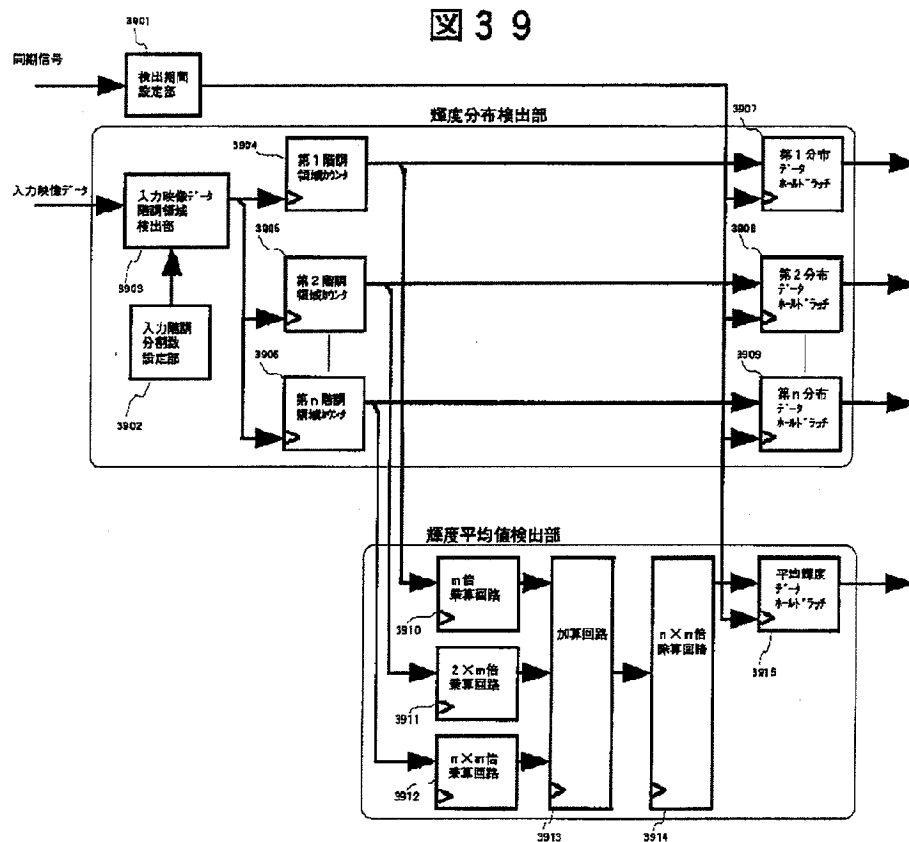 図39
3901
同期信号
検出期間
設定部
輝度分布検出部
3907
3904
第1階調
領域カウンタ
第1分布
データ
ホールドラッチ
入力映像データ
入力映像データ
階調領域
検出部
3905
3908
3903
第2階調
領域カウンタ
第2分布
データ
ホールドラッチ
入力階調
分割数
設定部
3902
3906
3909
第n階調
領域カウンタ
第n分布
データ
ホールドラッチ
輝度平均値検出部
m倍
乗算回路
3910
加算回路
n×m倍
除算回路
平均輝度
データ
ホールドラッチ
3915
2×m倍
乗算回路
3911
n×m倍
乗算回路
3912
3913
3914